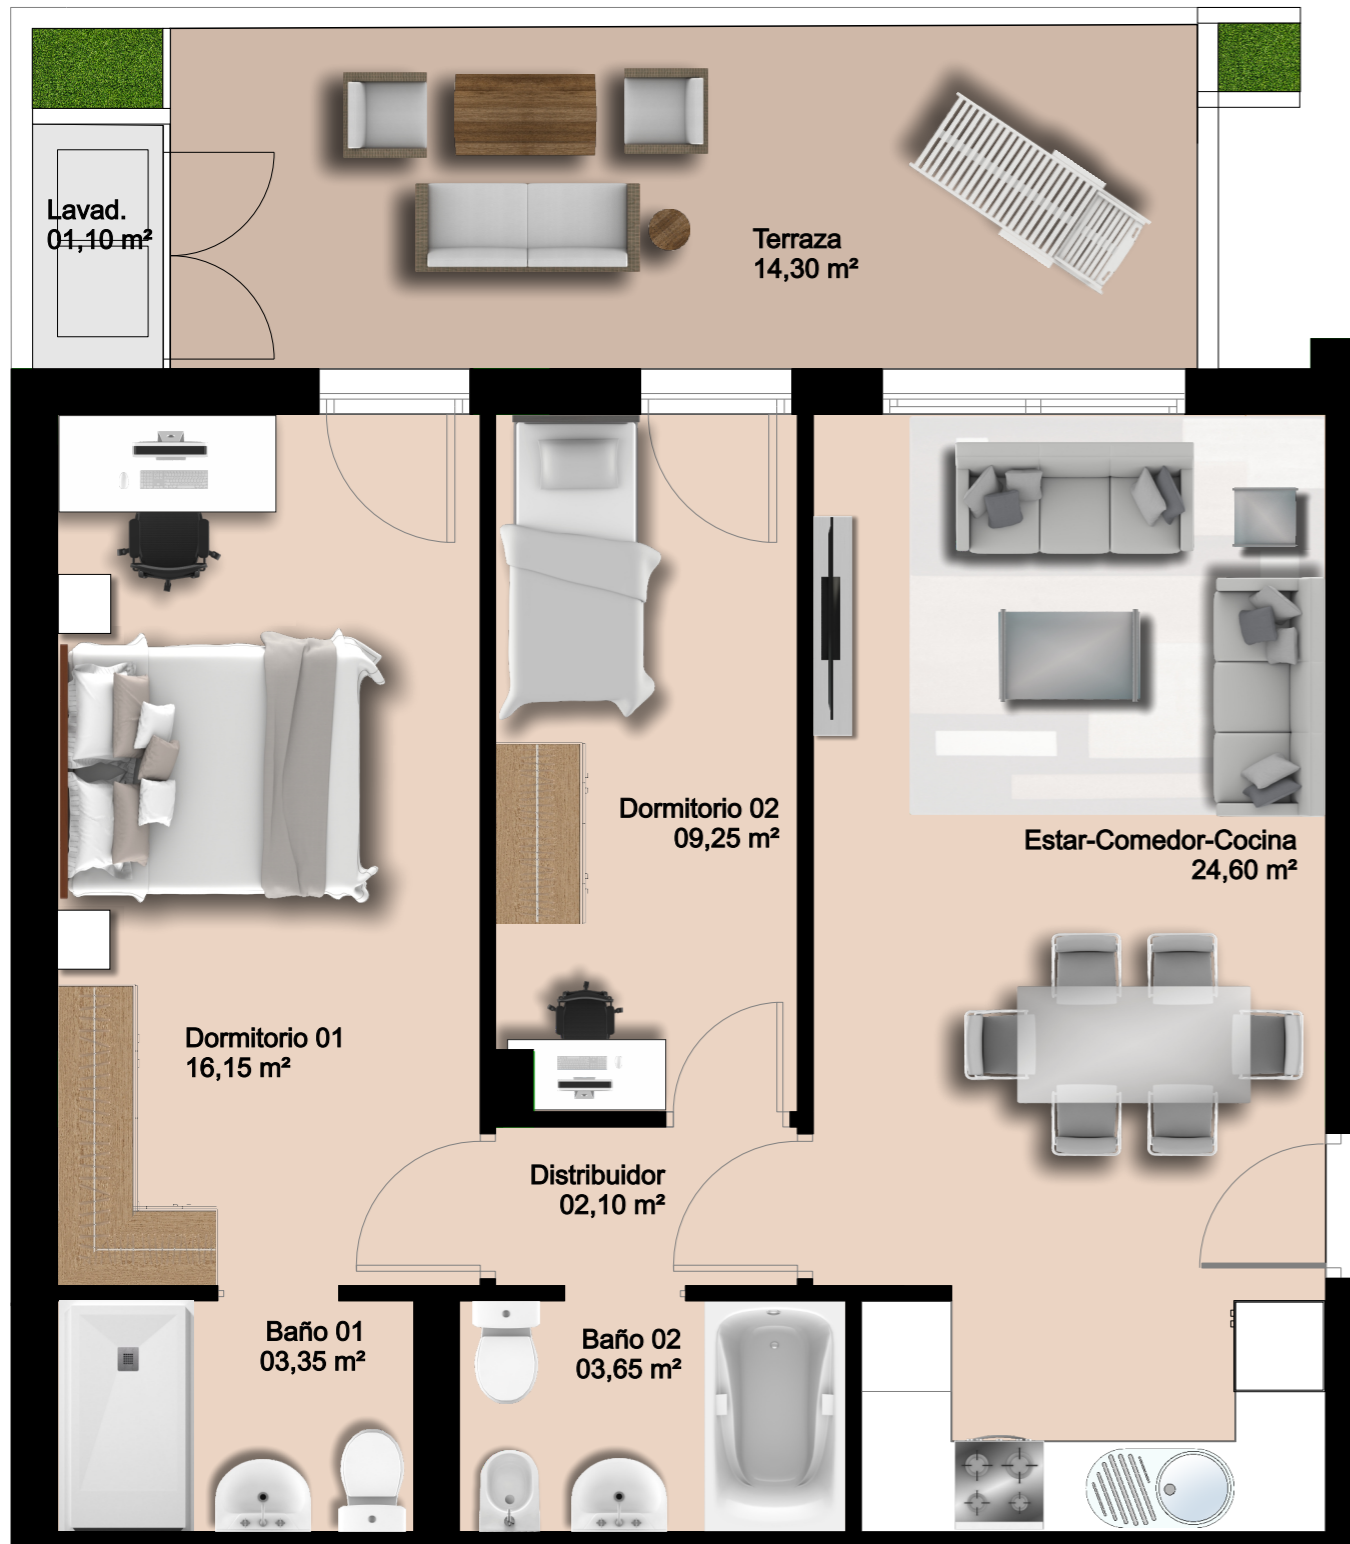 Lavad.
01,10 m²
Terraza
14,30 m²
Dormitorio 02
09,25 m²
Estar-Comedor-Cocina
24,60 m²
Dormitorio 01
16,15 m²
Distribuidor
02,10 m²
Baño 01
03,35 m²
Baño 02
03,65 m²